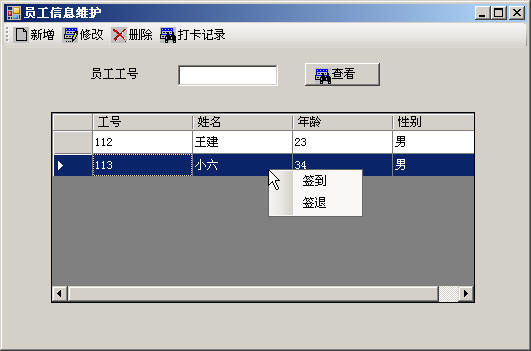 员工信息维护
新增 修改 删除 打卡记录
员工工号 查看
工号 姓名 年龄 性别
112 王建 23 男
113 小六 34 男
签到
签退